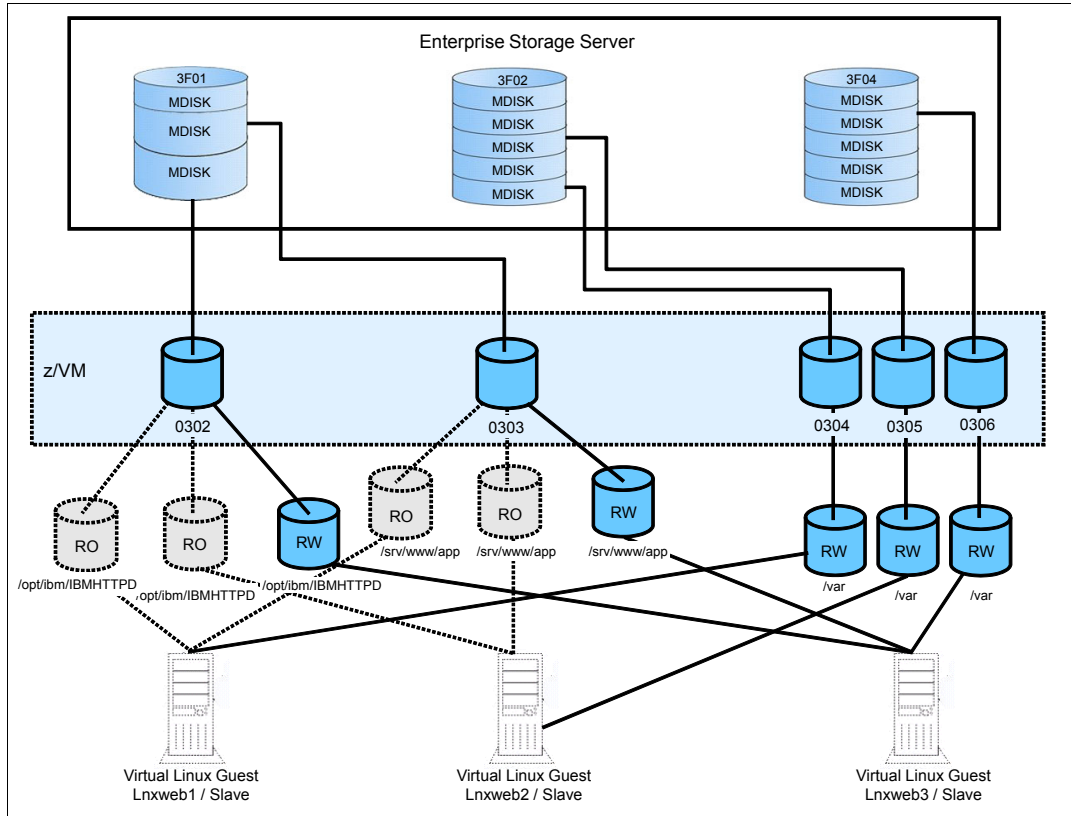 Enterprise Storage Server
3F01
MDISK
MDISK
MDISK
3F02
MDISK
MDISK
MDISK
MDISK
MDISK
3F04
MDISK
MDISK
MDISK
MDISK
MDISK
z/VM
0302
0303
0304
0305
0306
RO
RO
RW
RO
RO
RW
RW
RW
RW
/opt/ibm/IBMHTTPD
/opt/ibm/IBMHTTPD
/opt/ibm/IBMHTTPD
/srv/www/app
/srv/www/app
/srv/www/app
/var
/var
/var
Virtual Linux Guest
Lnxweb1 / Slave
Virtual Linux Guest
Lnxweb2 / Slave
Virtual Linux Guest
Lnxweb3 / Slave